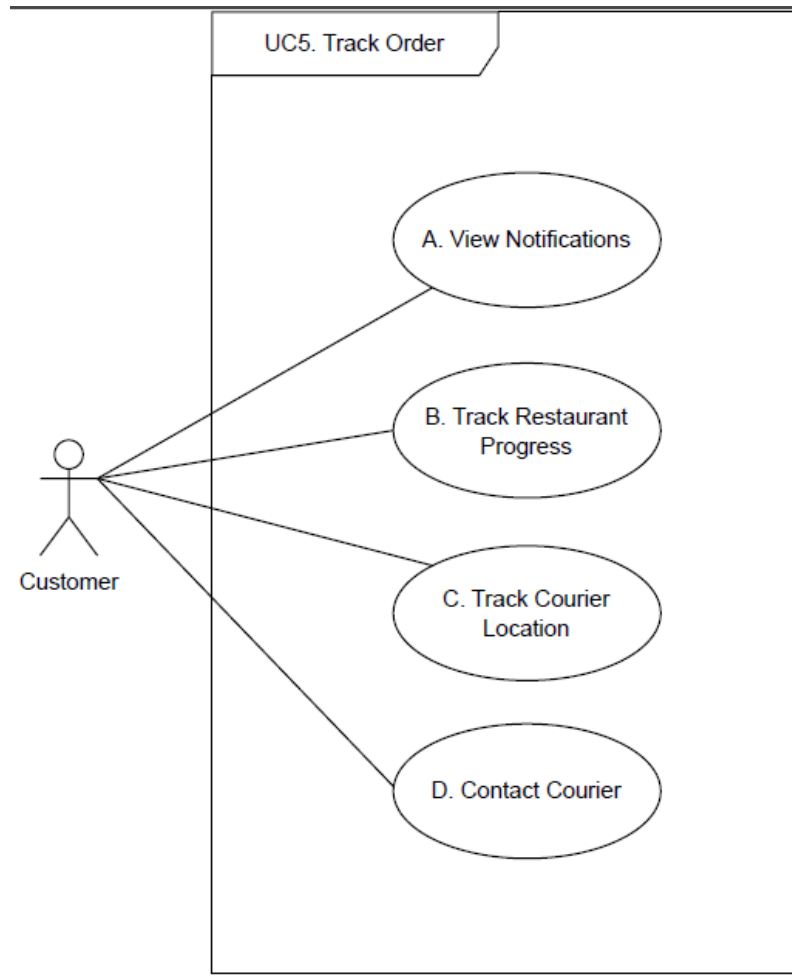 UC5. Track Order
A. View Notifications
B. Track Restaurant
Progress
Customer
C. Track Courier
Location
D. Contact Courier